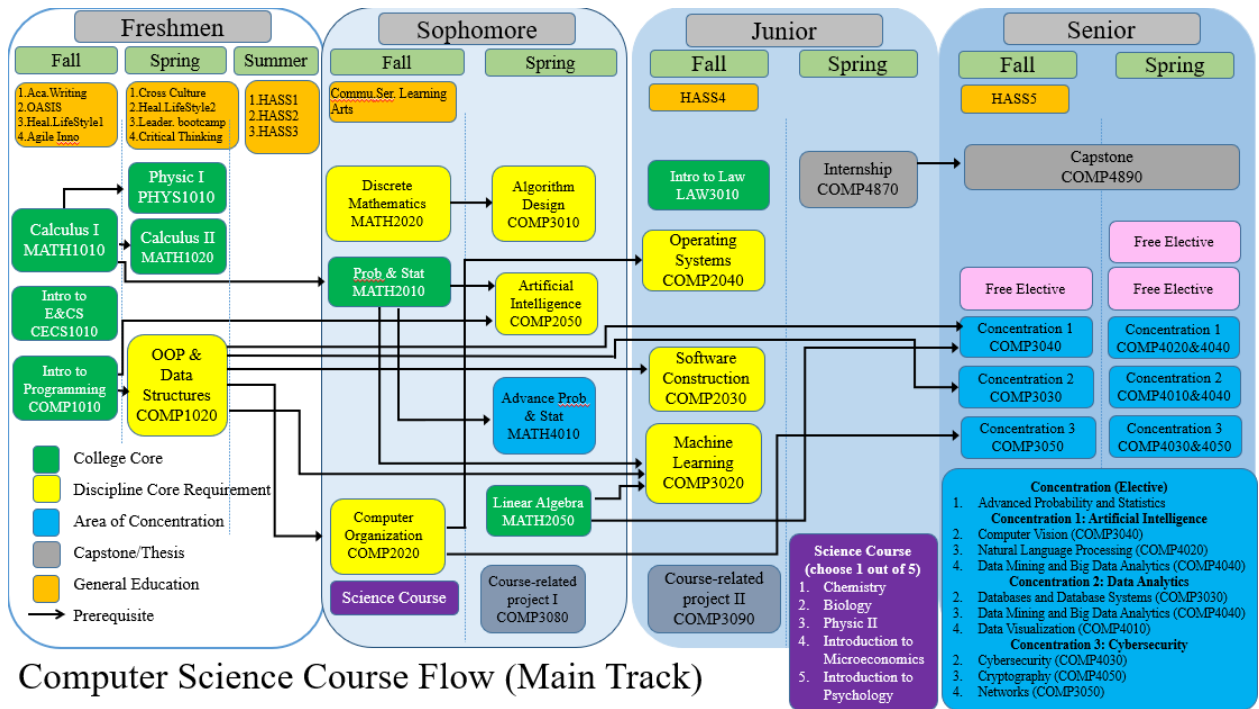 Freshmen
Fall
Spring
Summer
1.Aca.Writing
2.OASIS
3.Heal.LifeStyle1
4.Agile Inno
1.Cross Culture
2.Heal.LifeStyle2
3.Leader. bootcamp
4.Critical Thinking
1.HASS1
2.HASS2
3.HASS3
Physic I
PHYS1010
Calculus I
MATH1010
Calculus II
MATH1020
Intro to
E&CS
CECS1010
Intro to
Programming
COMP1010
OOP &
Data
Structures
COMP1020
College Core
Discipline Core Requirement
Area of Concentration
Capstone/Thesis
General Education
Prerequisite
Sophomore
Fall
Spring
Commu.Ser. Learning
Arts
Discrete
Mathematics
MATH2020
Algorithm
Design
COMP3010
Prob & Stat
MATH2010
Artificial
Intelligence
COMP2050
Advance Prob.
& Stat
MATH4010
Linear Algebra
MATH2050
Computer
Organization
COMP2020
Science Course
Course-related
project I
COMP3080
Junior
Fall
Spring
HASS4
Intro to Law
LAW3010
Internship
COMP4870
Operating
Systems
COMP2040
Software
Construction
COMP2030
Machine
Learning
COMP3020
Course-related
project II
COMP3090
Science Course
(choose 1 out of 5)
1. Chemistry
2. Biology
3. Physic II
4. Introduction to
Microeconomics
5. Introduction to
Psychology
Senior
Fall
Spring
HASS5
Capstone
COMP4890
Free Elective
Free Elective
Free Elective
Concentration 1
COMP3040
Concentration 1
COMP4020&4040
Concentration 2
COMP3030
Concentration 2
COMP4010&4040
Concentration 3
COMP3050
Concentration 3
COMP4030&4050
Concentration (Elective)
1. Advanced Probability and Statistics
Concentration 1: Artificial Intelligence
2. Computer Vision (COMP3040)
3. Natural Language Processing (COMP4020)
4. Data Mining and Big Data Analytics (COMP4040)
Concentration 2: Data Analytics
2. Databases and Database Systems (COMP3030)
3. Data Mining and Big Data Analytics (COMP4040)
4. Data Visualization (COMP4010)
Concentration 3: Cybersecurity
2. Cybersecurity (COMP4030)
3. Cryptography (COMP4050)
4. Networks (COMP3050)
Computer Science Course Flow (Main Track)